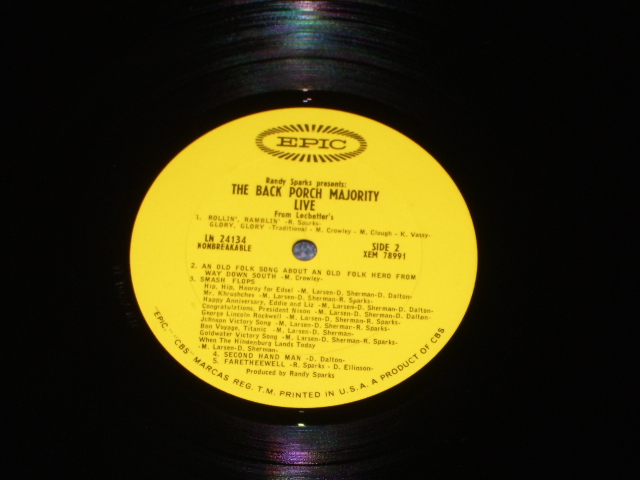 EPIC
Randy Sparks presents:
THE BACK PORCH MAJORITY
LIVE
From Ledbetter's
1. ROLLIN', RAMBLIN' -R. Sparks-
GLORY, GLORY -Traditional - M. Crowley - M. Clough - K. Vassy-
LN 24134
NONBREAKABLE
SIDE 2
XEM 78991
2. AN OLD FOLK SONG ABOUT AN OLD FOLK HERO FROM
WAY DOWN SOUTH -M. Crowley-
3. SMASH FLOPS
Hip, Hip, Hooray for Edsel -M. Larsen-D. Sherman-D. Dalton-
Mr. Khrushchev -M. Larsen-D. Sherman-R. Sparks-
Happy Anniversary, Eddie and Liz -M. Larsen-D. Sherman-D. Dalton-
Congratulations, President Nixon -M. Larsen-D. Sherman-D. Dalton-
George Lincoln Rockwell -M. Larsen-D. Sherman-R. Sparks-
Johnson Victory Song -M. Larsen-D. Sherman-R. Sparks-
Bon Voyage, Titanic -M. Larsen-D. Sherman-
Goldwater Victory Song -M. Larsen-D. Sherman-R. Sparks-
When The Hindenburg Lands Today
-M. Larsen-D. Sherman-
4. SECOND HAND MAN -D. Dalton-
5. FARETHEEWELL -R. Sparks - D. Ellinson-
Produced by Randy Sparks
"EPIC," "CBS" MARCAS REG. T.M. PRINTED IN U.S.A. A PRODUCT OF CBS